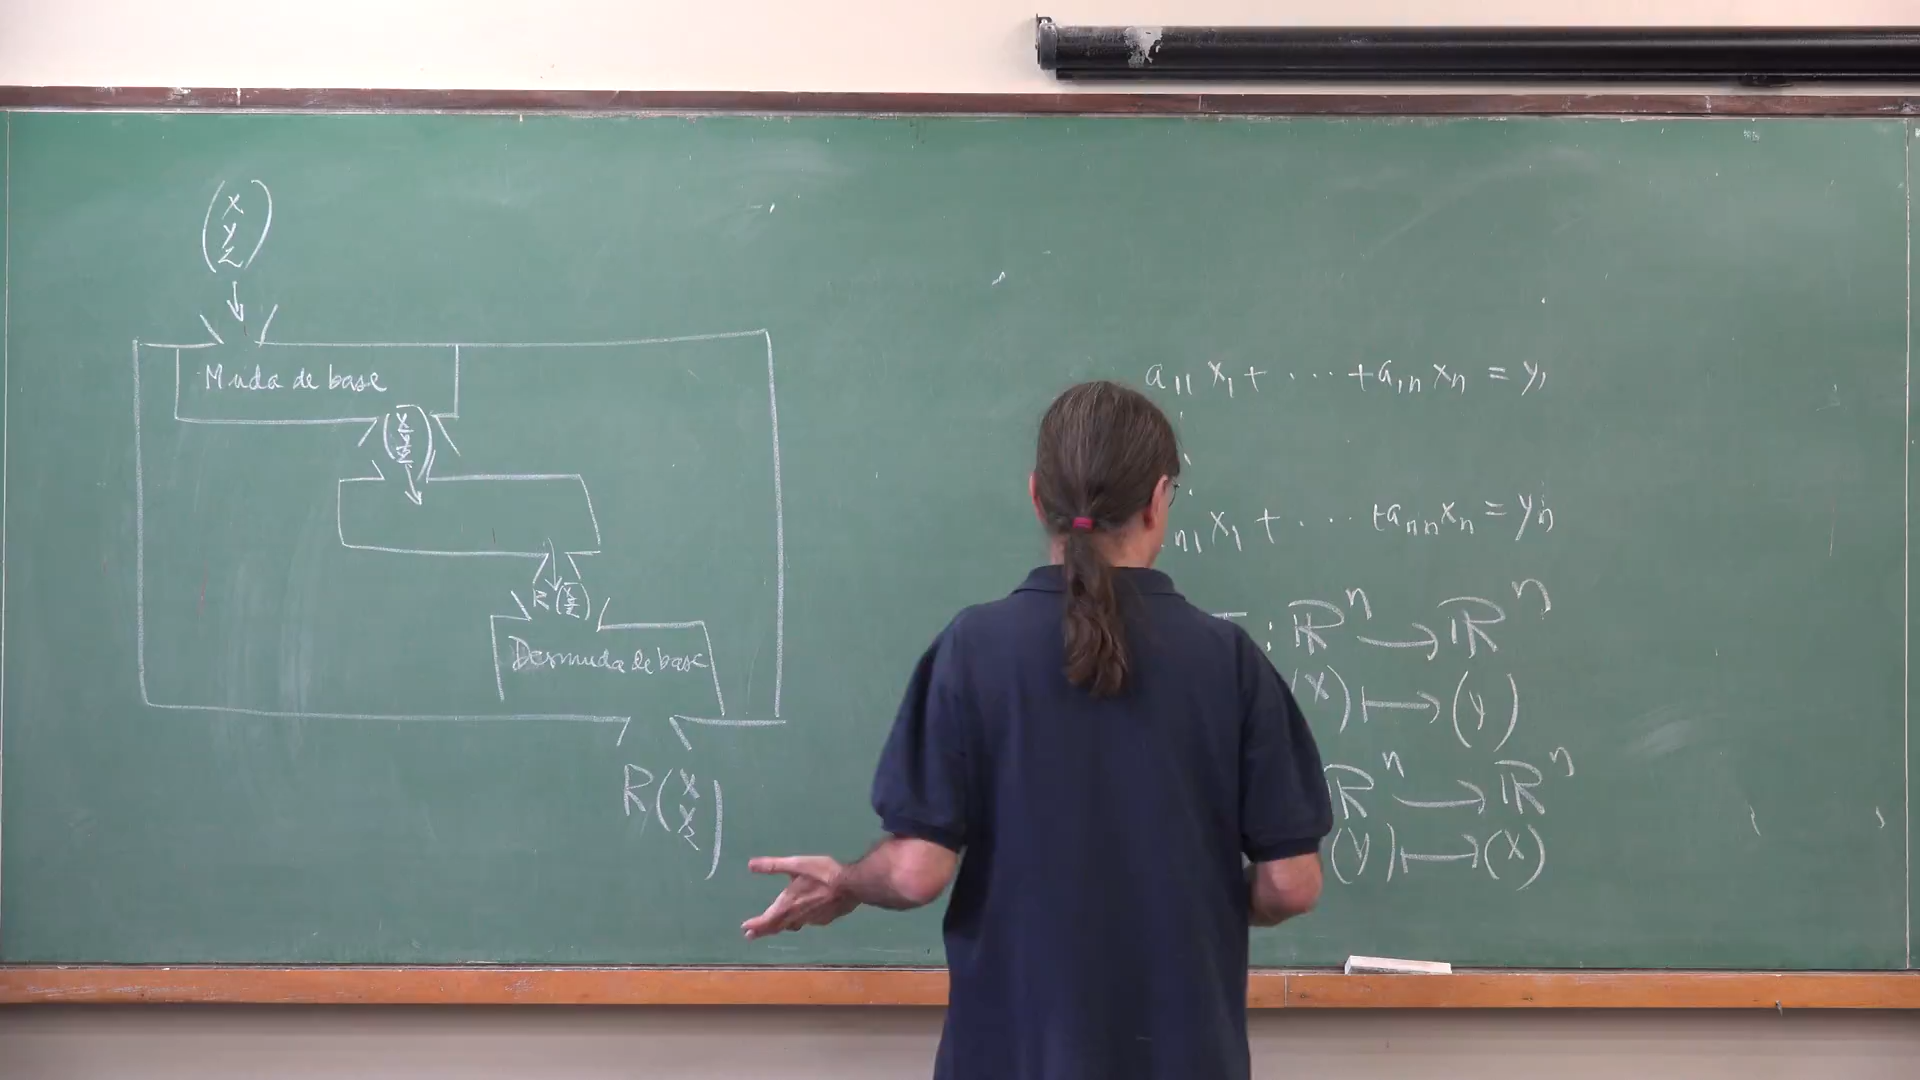 (x
y
z)
Muda de base
(x̄
ȳ
z̄)
R(x̄
ȳ
z̄)
Desmuda de base
R(x
y
z)
a₁₁ x₁ + ... + a₁ₙ xₙ = y₁
ₙ₁ x₁ + ... + aₙₙ xₙ = yₙ
: ℝⁿ → ℝⁿ
(x) ↦ (y)
ℝⁿ → ℝⁿ
(y) ↦ (x)